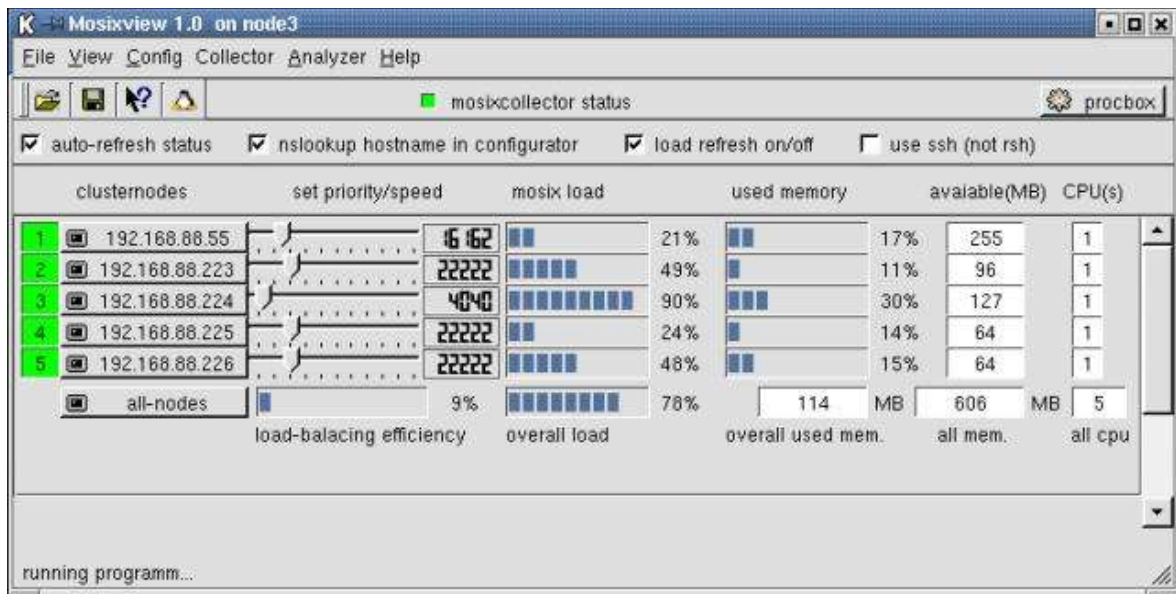 Mosixview 1.0 on node3
File View Config Collector Analyzer Help
mosixcollector status procbox
auto-refresh status nslookup hostname in configurator load refresh on/off use ssh (not rsh)
clusternodes set priority/speed mosix load used memory avaiable(MB) CPU(s)
1 192.168.88.55 16162 21% 17% 255 1
2 192.168.88.223 22222 49% 11% 96 1
3 192.168.88.224 4040 90% 30% 127 1
4 192.168.88.225 22222 24% 14% 64 1
5 192.168.88.226 22222 48% 15% 64 1
all-nodes 9% 78% 114 MB 606 MB 5
load-balacing efficiency overall load overall used mem. all mem. all cpu
running programm...